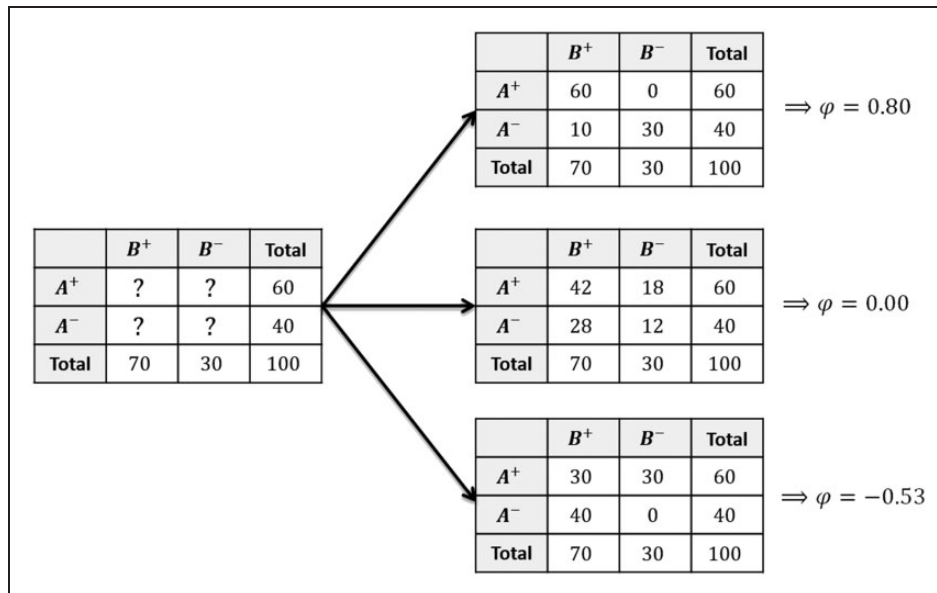 B⁺ B⁻ Total
A⁺ 60 0 60
A⁻ 10 30 40
Total 70 30 100
⟹ φ = 0.80
B⁺ B⁻ Total
A⁺ ? ? 60
A⁻ ? ? 40
Total 70 30 100
B⁺ B⁻ Total
A⁺ 42 18 60
A⁻ 28 12 40
Total 70 30 100
⟹ φ = 0.00
B⁺ B⁻ Total
A⁺ 30 30 60
A⁻ 40 0 40
Total 70 30 100
⟹ φ = −0.53